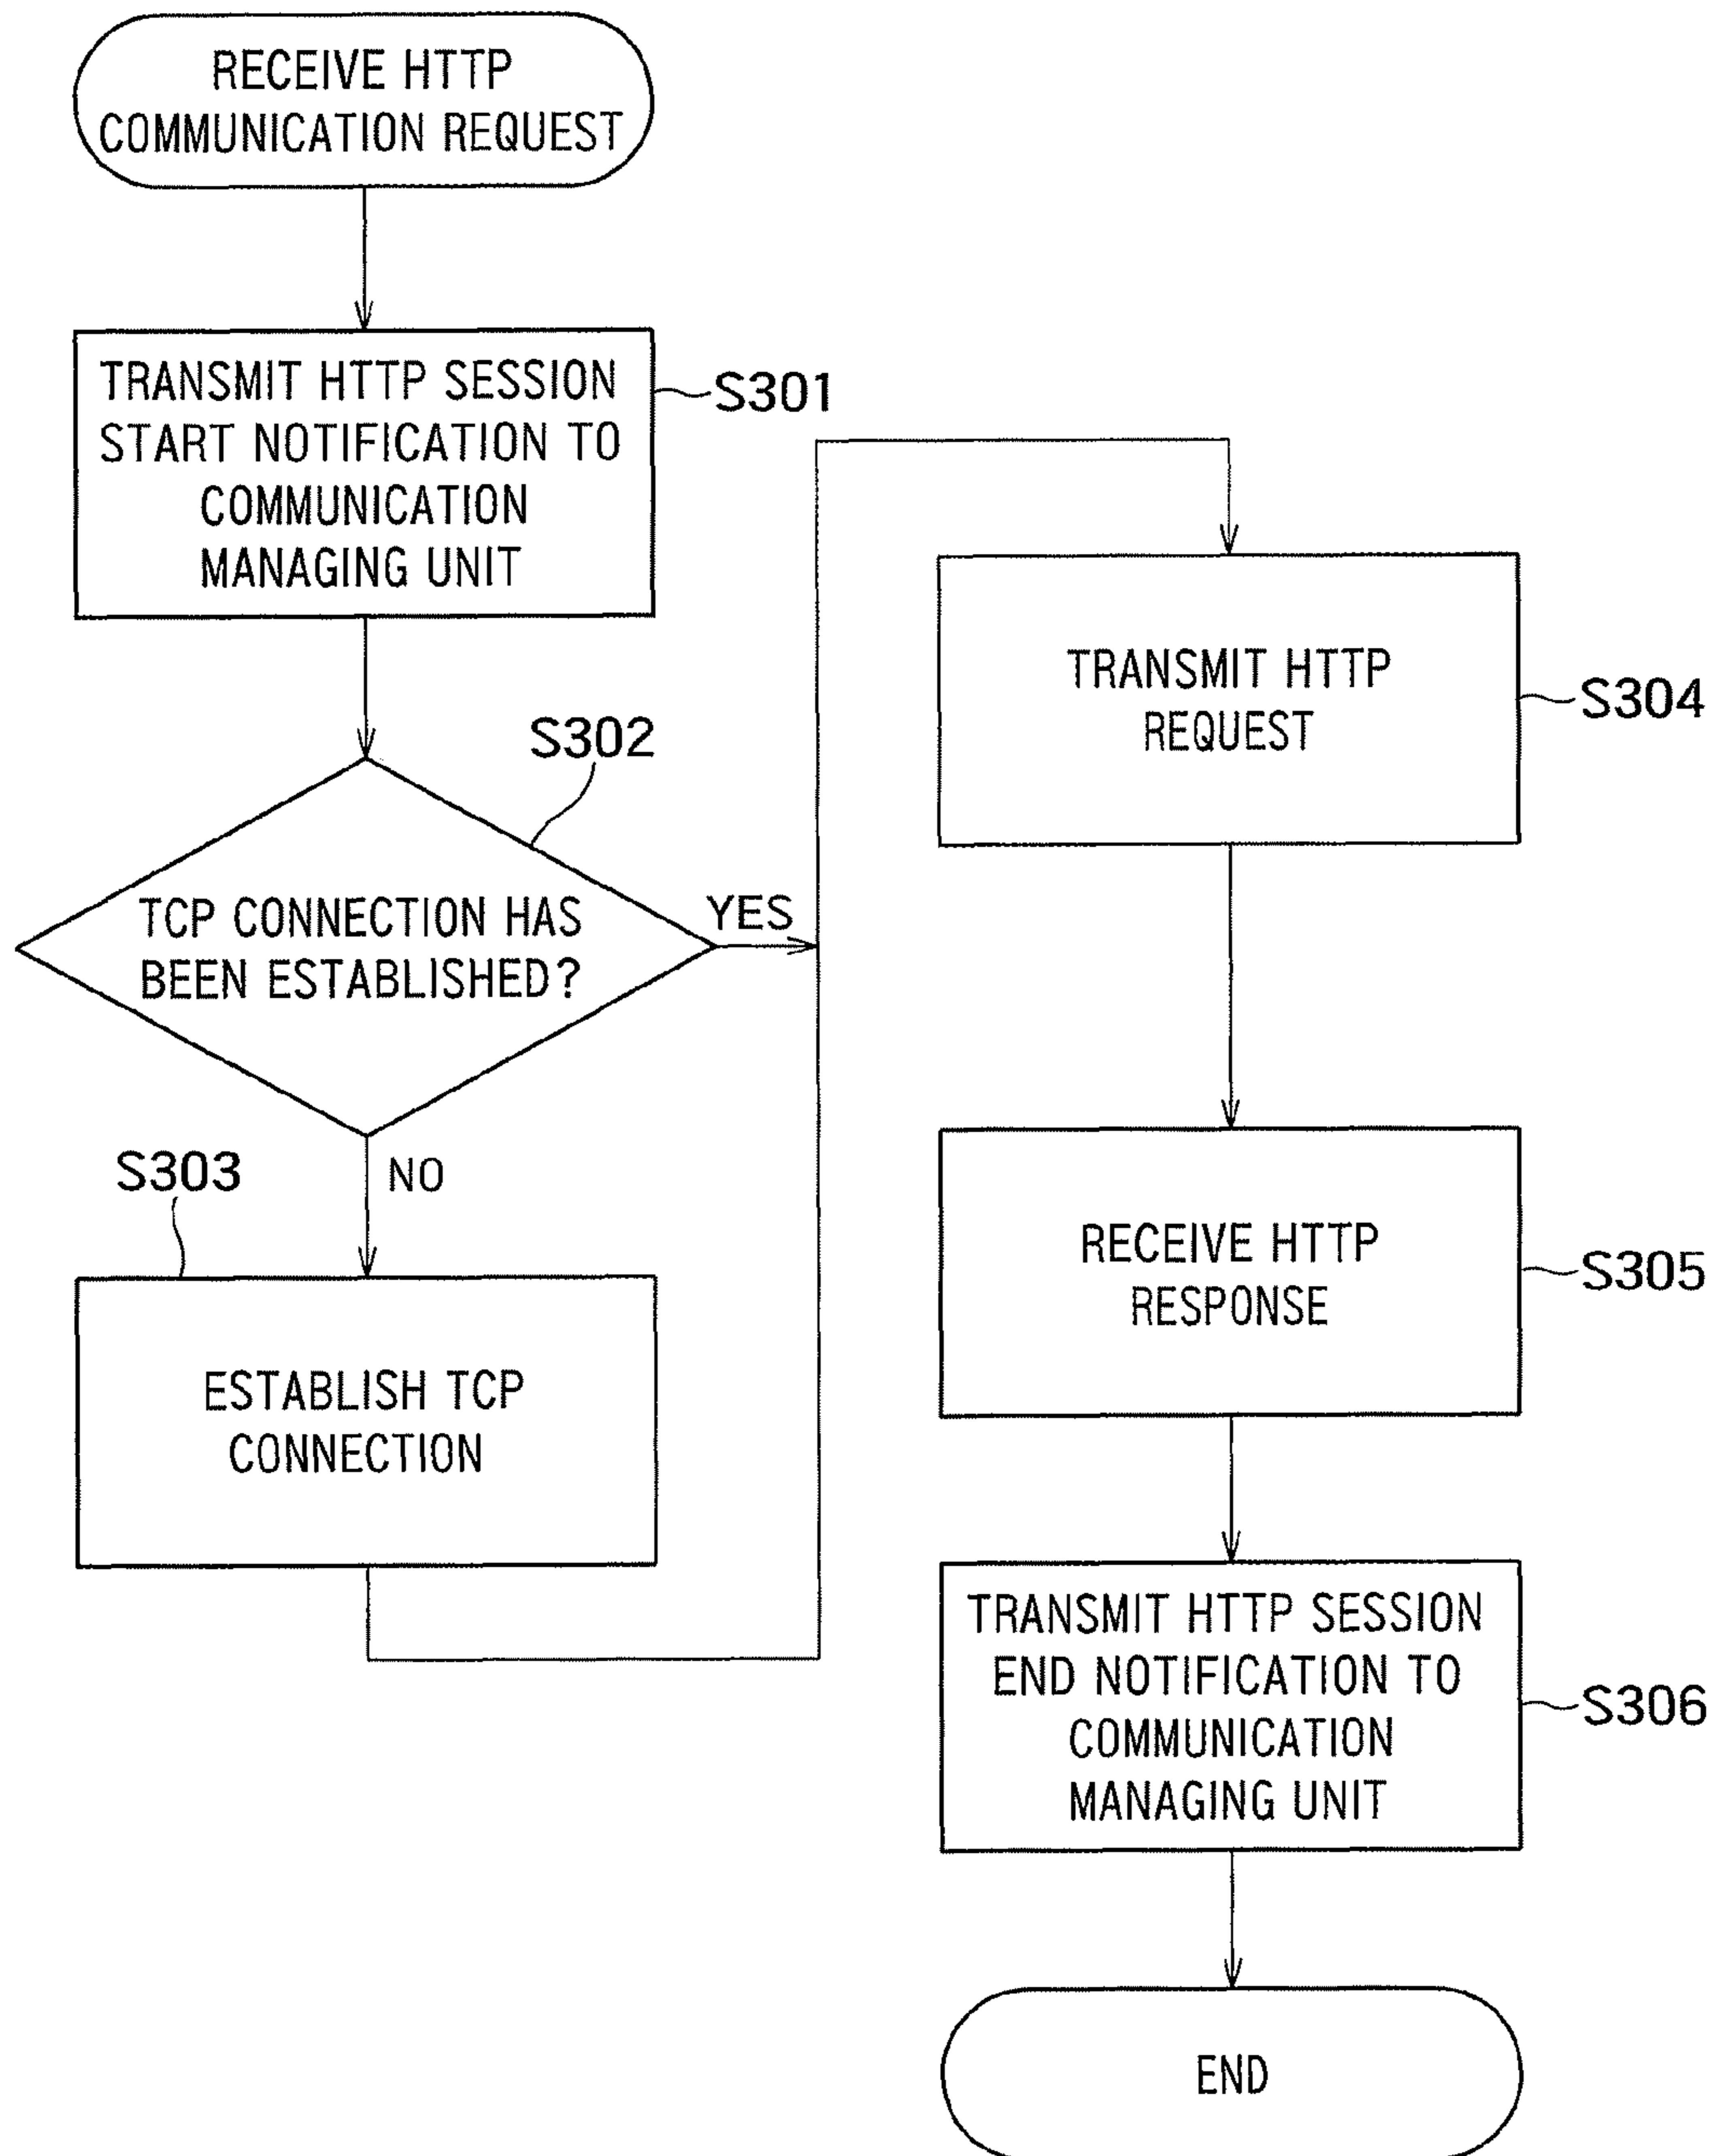 RECEIVE HTTP
COMMUNICATION REQUEST
TRANSMIT HTTP SESSION
START NOTIFICATION TO
COMMUNICATION
MANAGING UNIT
S301
S302
TCP CONNECTION HAS
BEEN ESTABLISHED?
YES
NO
S303
ESTABLISH TCP
CONNECTION
TRANSMIT HTTP
REQUEST
S304
RECEIVE HTTP
RESPONSE
S305
TRANSMIT HTTP SESSION
END NOTIFICATION TO
COMMUNICATION
MANAGING UNIT
S306
END